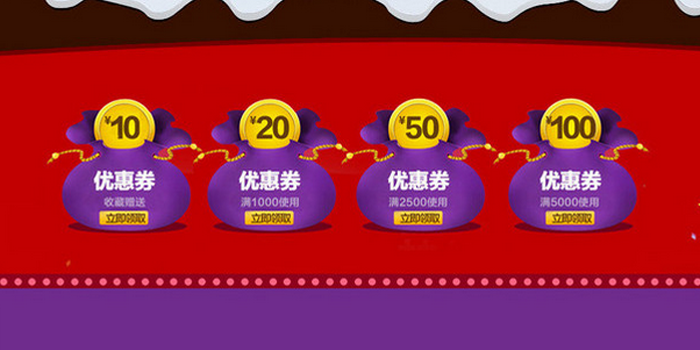 ¥10
优惠券
收藏赠送
立即领取
¥20
优惠券
满1000使用
立即领取
¥50
优惠券
满2500使用
立即领取
¥100
优惠券
满5000使用
立即领取